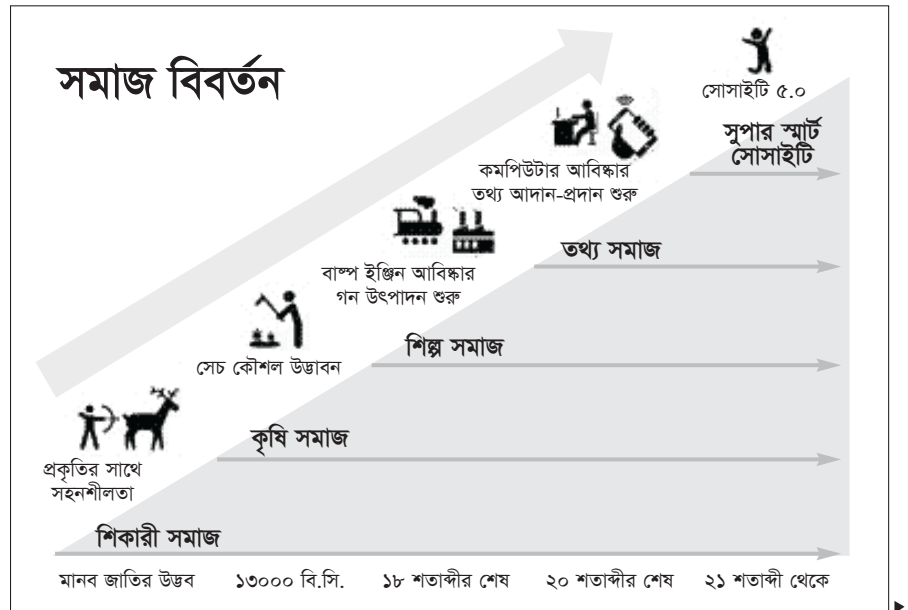 সমাজ বিবর্তন
সোসাইটি ৫.০
সুপার স্মার্ট
সোসাইটি
কমপিউটার আবিষ্কার
তথ্য আদান-প্রদান শুরু
তথ্য সমাজ
বাষ্প ইঞ্জিন আবিষ্কার
গন উৎপাদন শুরু
শিল্প সমাজ
সেচ কৌশল উদ্ভাবন
কৃষি সমাজ
প্রকৃতির সাথে
সহনশীলতা
শিকারী সমাজ
মানব জাতির উদ্ভব ১৩০০০ বি.সি. ১৮ শতাব্দীর শেষ ২০ শতাব্দীর শেষ ২১ শতাব্দী থেকে